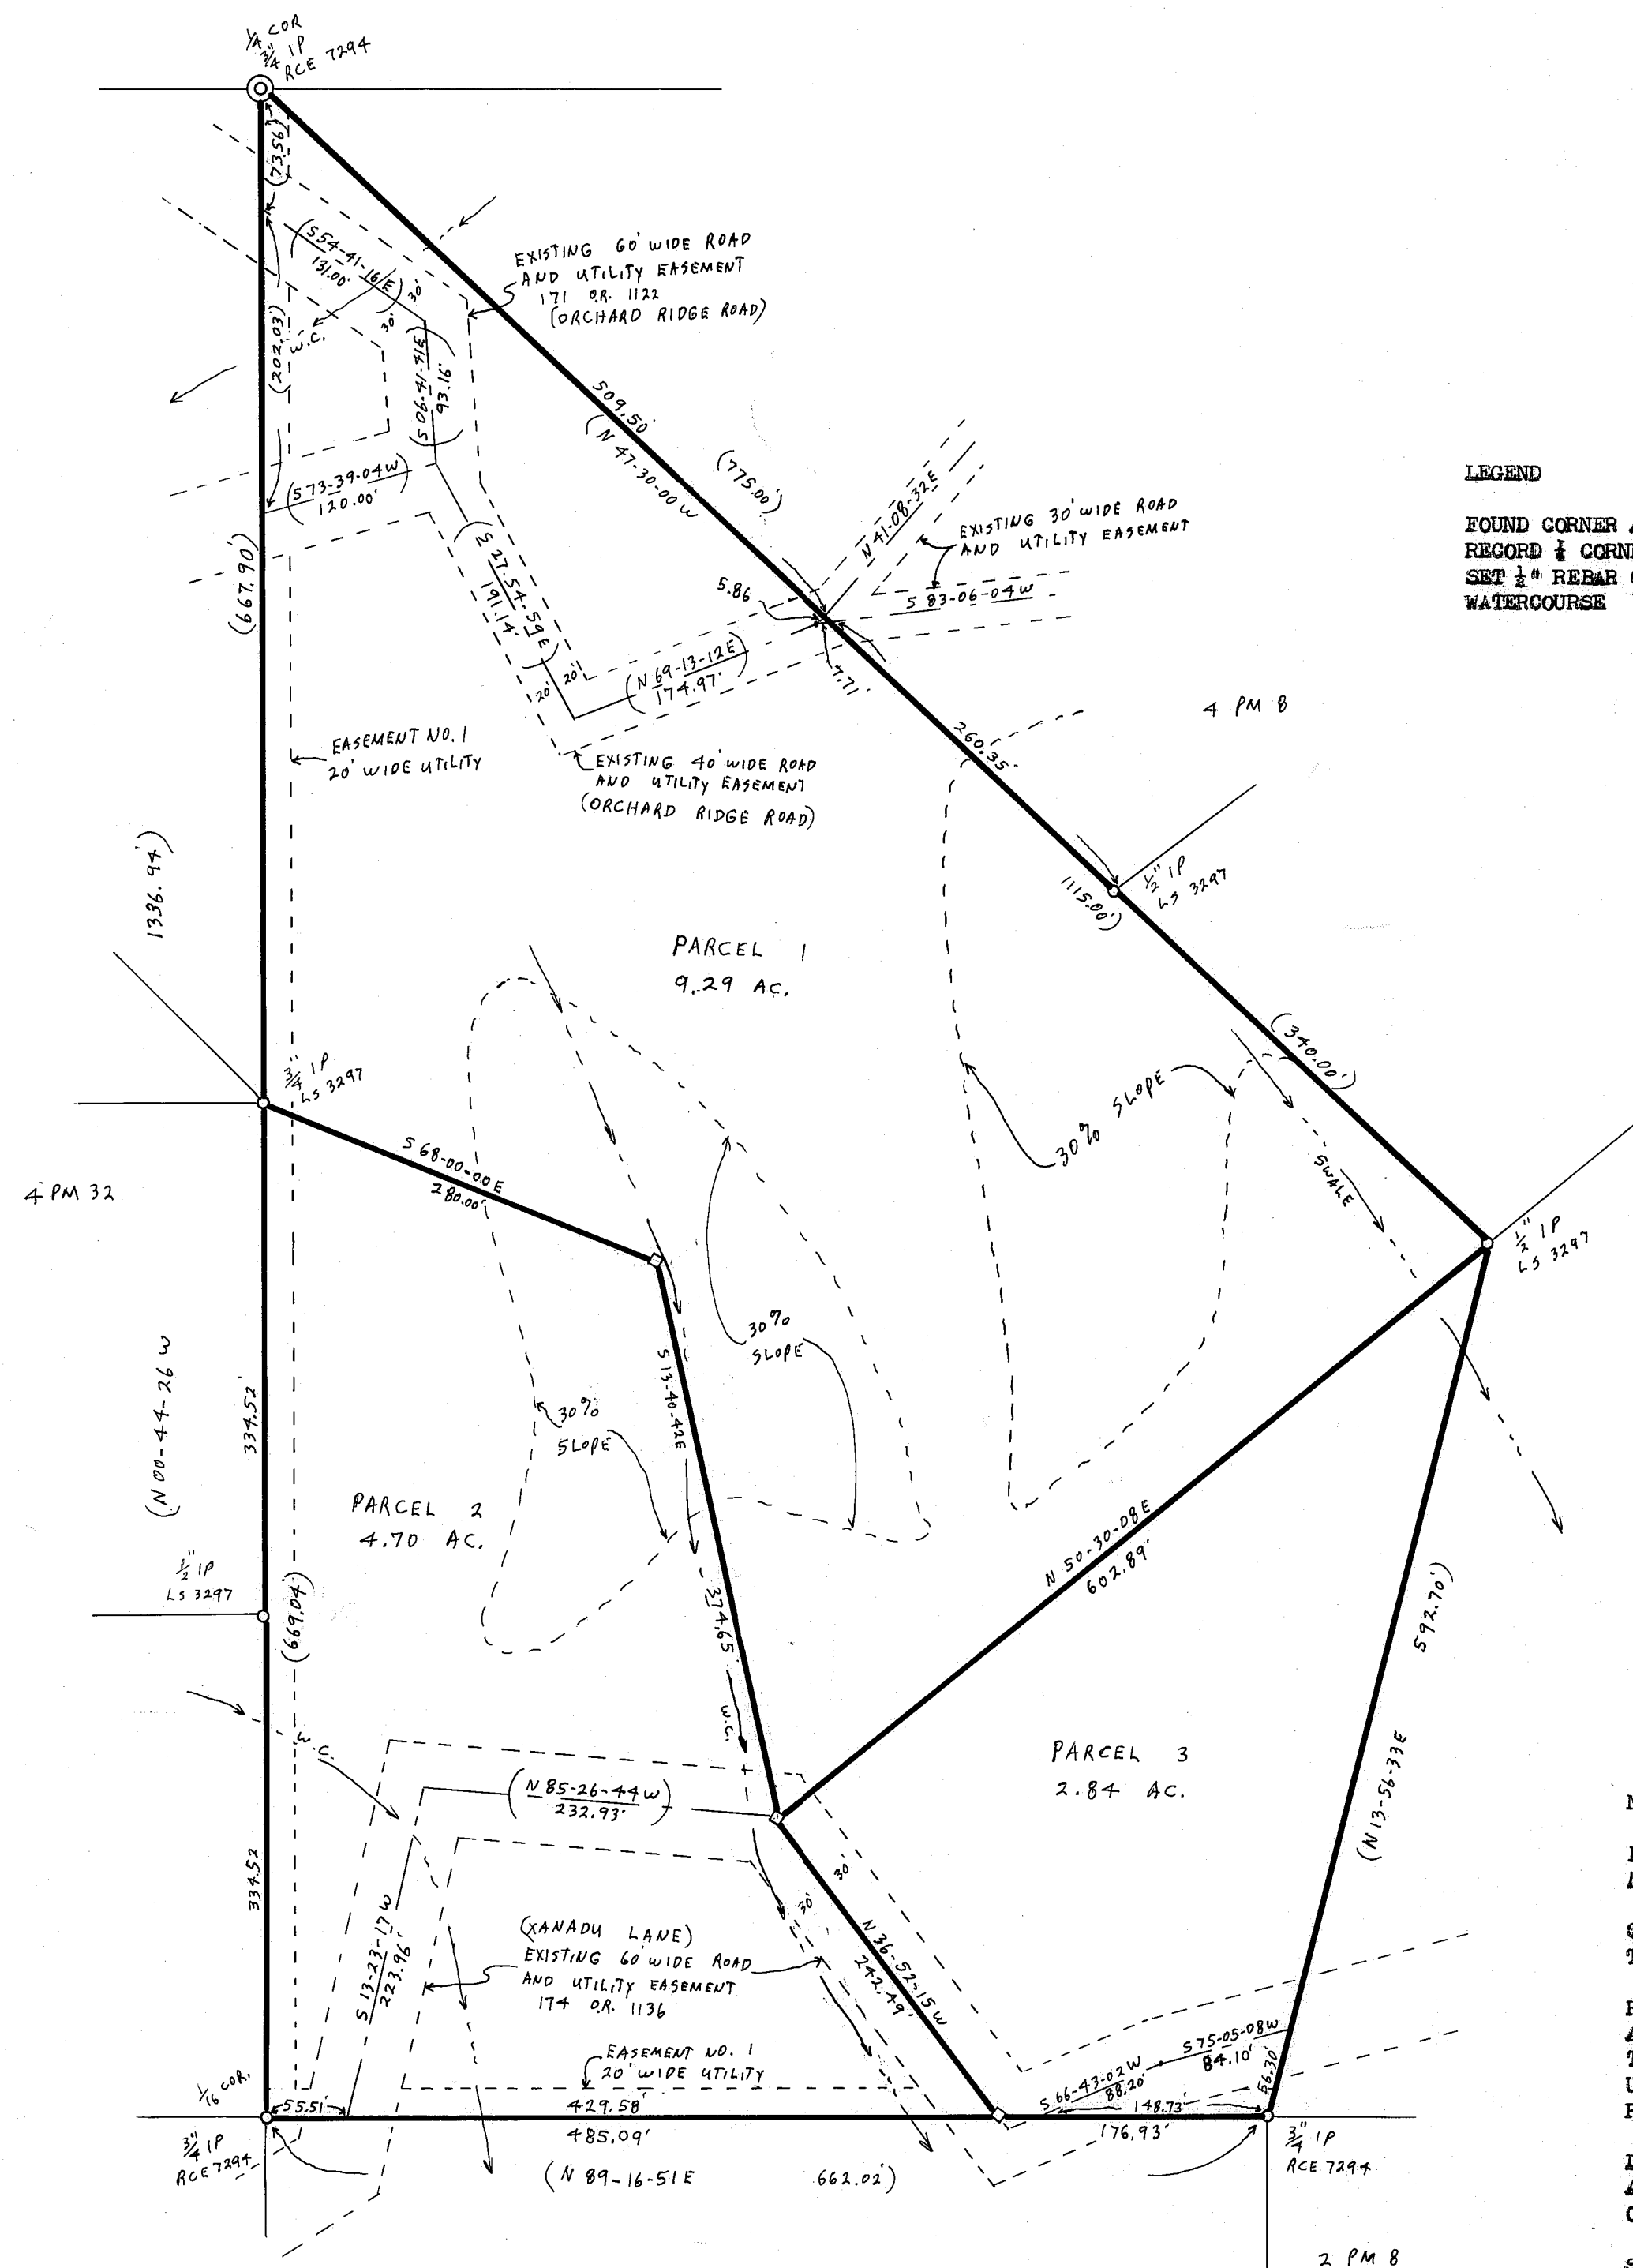 1/4 COR
3/4" IP
RCE 7294
(73.56)
(S54-41-16E)
131.00'
30'
30'
W.C.
(202.03)
EXISTING 60' WIDE ROAD
AND UTILITY EASEMENT
171 O.R. 1122
(ORCHARD RIDGE ROAD)
(S 06-41-41E)
93.16'
(S73-39-04W)
120.00'
509.50'
(N 47-30-00 W
(775.00')
N 41-08-32E
EXISTING 30' WIDE ROAD
AND UTILITY EASEMENT
S 83-06-04W
5.86
7.71'
LEGEND
FOUND CORNER
RECORD 1/4
SET 1/2" REBAR
WATERCOURSE
(667.90')
(S 27-54-59E)
191.14'
20'
20'
(N 69-13-12E)
174.97'
4 PM 8
EASEMENT NO. 1
20' WIDE UTILITY
EXISTING 40' WIDE ROAD
AND UTILITY EASEMENT
(ORCHARD RIDGE ROAD)
260.35'
1336.94')
(1115.00')
1/2" IP
LS 3297
PARCEL 1
9.29 AC.
(340.00')
3/4" IP
LS 3297
30% SLOPE
SWALE
S 68-00-00E
280.00'
4 PM 32
1/2" IP
LS 3297
30%
SLOPE
S 13-40-42E
374.65
W.C.
(N 00-44-26 W
334.52'
30%
SLOPE
PARCEL 2
4.70 AC.
N 50-30-08E
602.89'
1/2" IP
LS 3297
(669.04)
592.70')
(N 13-56-33E
W.C.
PARCEL 3
2.84 AC.
(N 85-26-44W)
232.93'
334.52
30'
30'
S 13-23-17W
223.96'
(XANADU LANE)
EXISTING 60' WIDE ROAD
AND UTILITY EASEMENT
174 O.R. 1136
N 36-52-15W
242.49'
EASEMENT NO. 1
20' WIDE UTILITY
S 66-43-02W
88.20'
S75-05-08W
84.10'
56.30'
1/16 COR.
55.51'
429.58'
148.73'
485.09'
176.93'
3/4" IP
RCE 7294
(N 89-16-51E 662.02')
3/4" IP
RCE 7294
2 PM 8